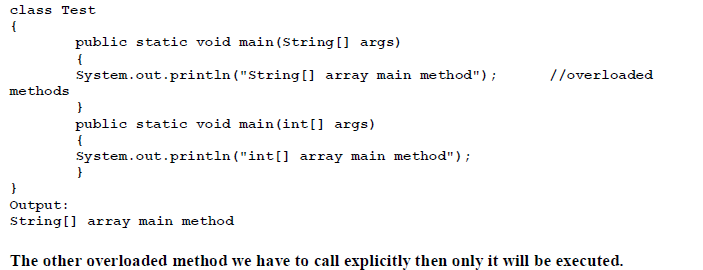 class Test
{
public static void main(String[] args)
{
System.out.println("String[] array main method"); //overloaded
methods
}
public static void main(int[] args)
{
System.out.println("int[] array main method");
}
}
Output:
String[] array main method
The other overloaded method we have to call explicitly then only it will be executed.